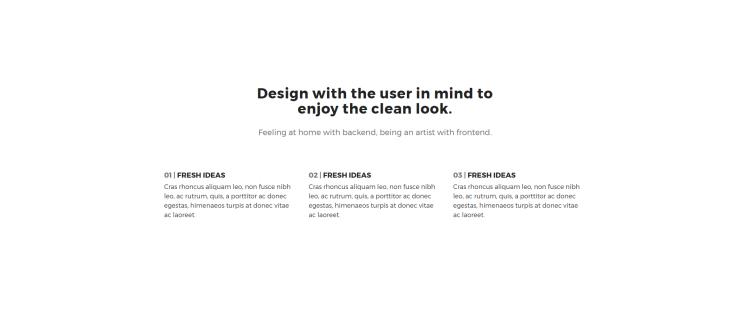 Design with the user in mind to
enjoy the clean look.
Feeling at home with backend, being an artist with frontend.
01 | FRESH IDEAS
Cras rhoncus aliquam leo, non fusce nibh
leo, ac rutrum, quis, a porttitor ac donec
egestas, himenaeos turpis at donec vitae
ac laoreet
02 | FRESH IDEAS
Cras rhoncus aliquam leo, non fusce nibh
leo, ac rutrum, quis, a porttitor ac donec
egestas, himenaeos turpis at donec vitae
ac laoreet
03 | FRESH IDEAS
Cras rhoncus aliquam leo, non fusce nibh
leo, ac rutrum, quis, a porttitor ac donec
egestas, himenaeos turpis at donec vitae
ac laoreet